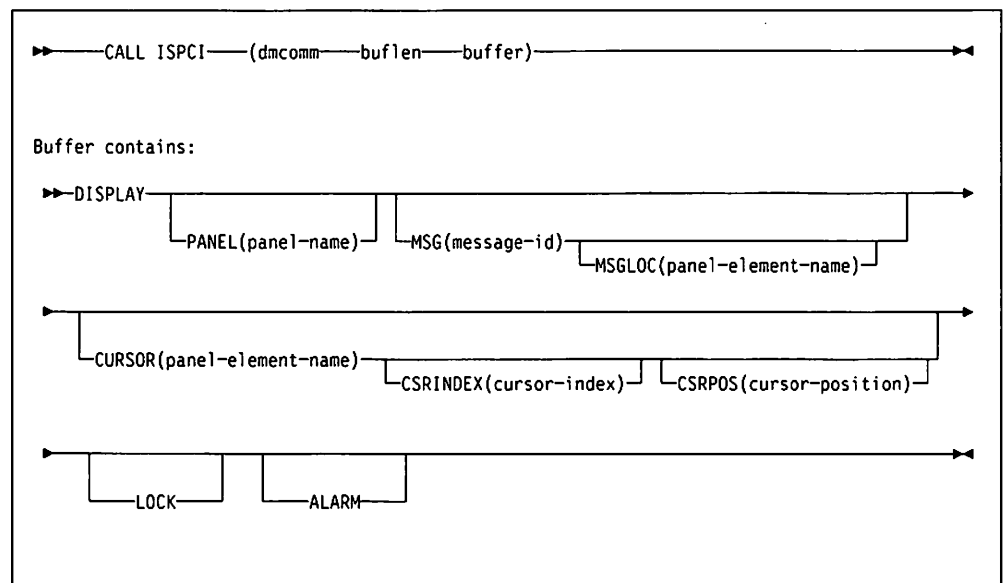 CALL ISPCI (dmcomm buflen buffer)
Buffer contains:
DISPLAY
PANEL(panel-name) MSG(message-id)
MSGLOC(panel-element-name)
CURSOR(panel-element-name)
CSRINDEX(cursor-index) CSRPOS(cursor-position)
LOCK ALARM